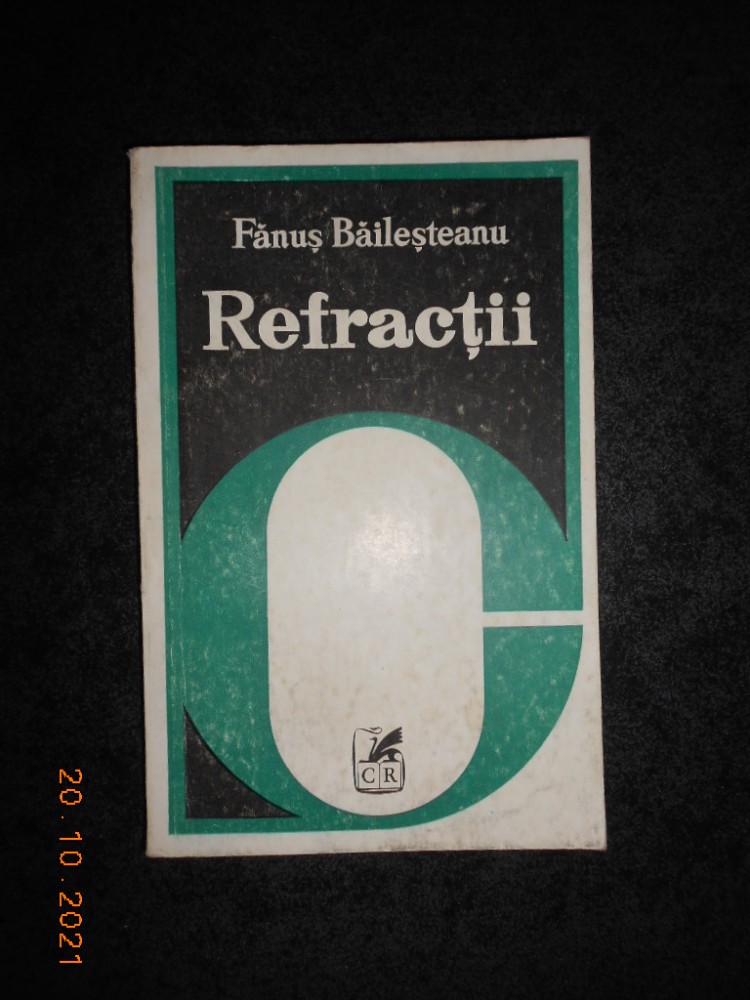 Fănuș Băileșteanu
Refracții
CR
20.10.2021